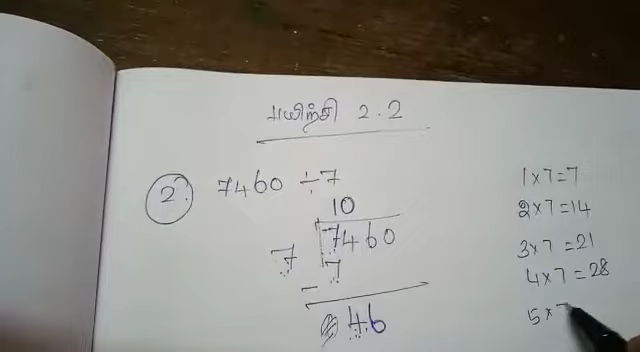 பயிற்சி 2.2
2. 7460 ÷ 7
10
7 7460
7
-
46
1 x 7 = 7
2 x 7 = 14
3 x 7 = 21
4 x 7 = 28
5 x 7